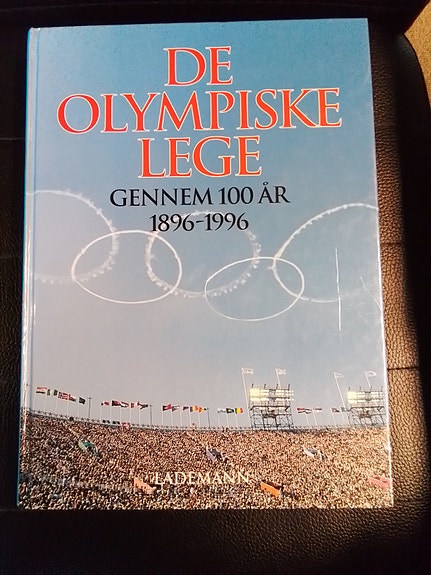 DE
OLYMPISKE
LEGE
GENNEM 100 ÅR
1896-1996
LADEMANN